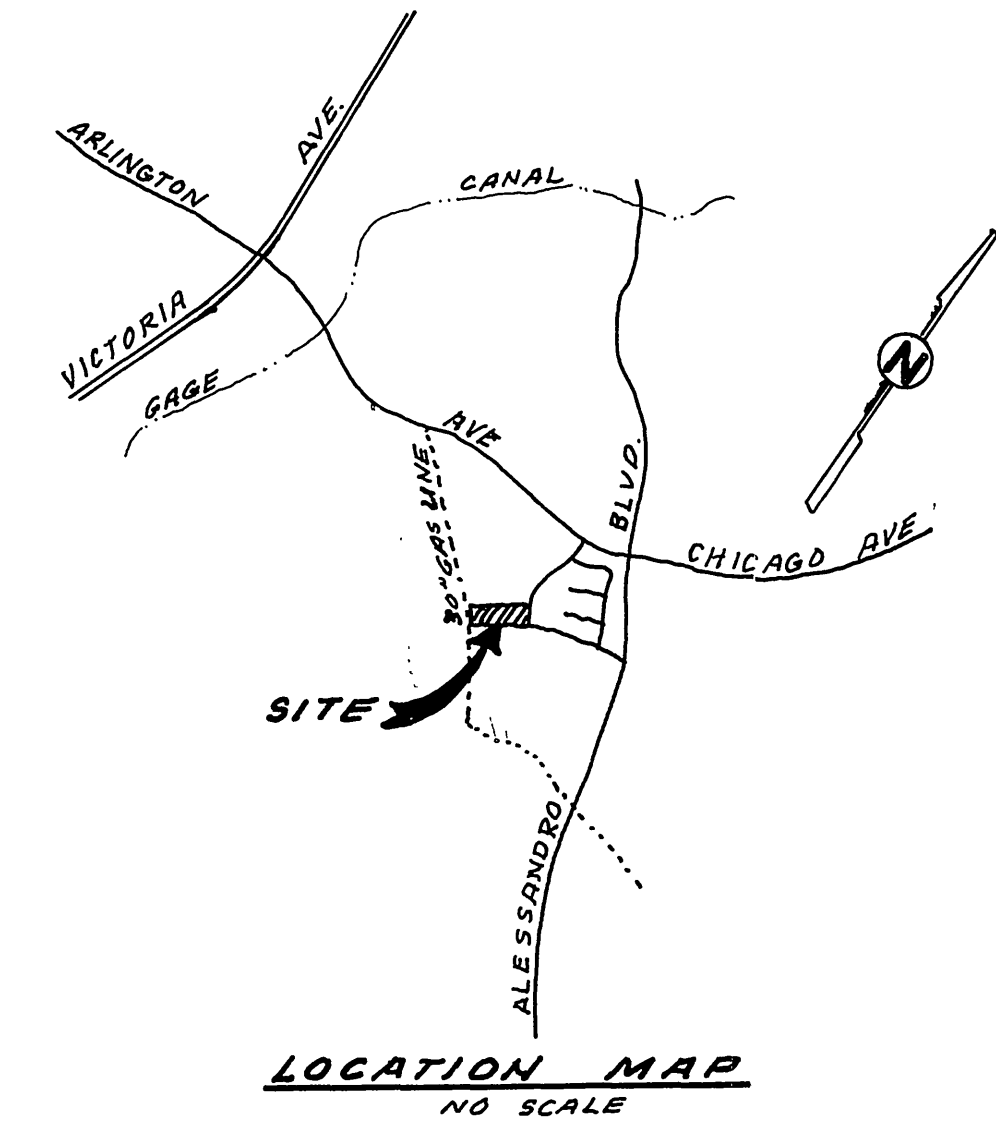 ARLINGTON
AVE.
CANAL
VICTORIA
GAGE
AVE
N
30" GAS LINE
BLVD.
CHICAGO AVE
SITE
ALESSANDRO
LOCATION MAP
NO SCALE